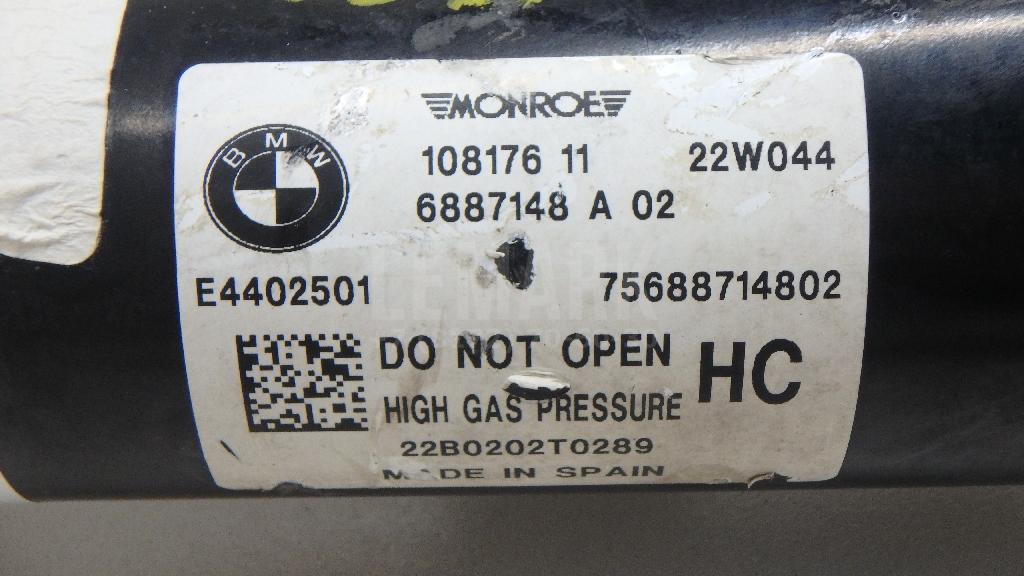 MONROE
BMW
108176 11 22W044
6887148 A 02
E4402501 75688714802
DO NOT OPEN HC
HIGH GAS PRESSURE
22B0202T0289
MADE IN SPAIN
LEMARK